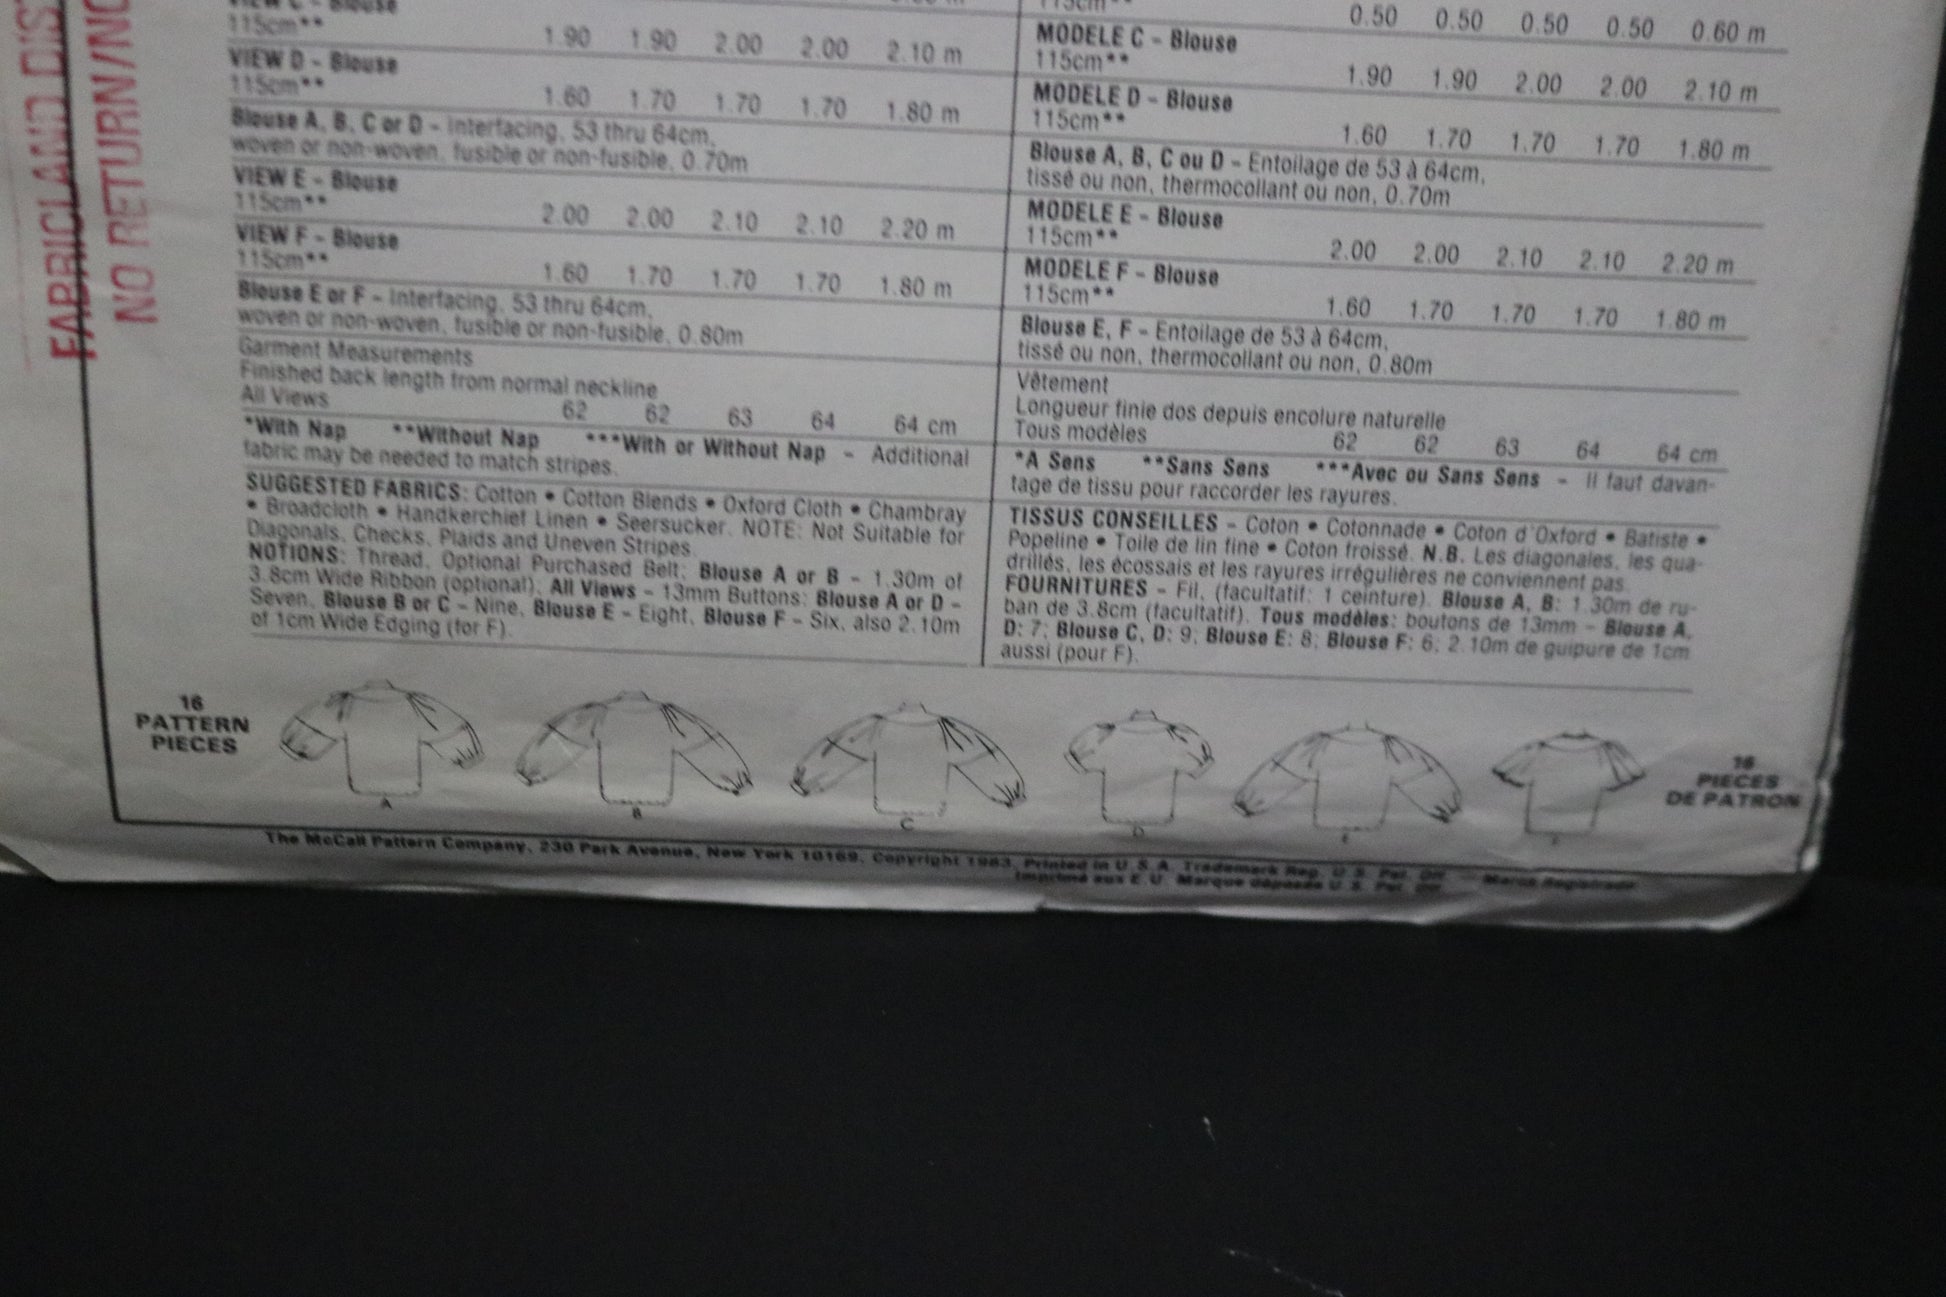 FABRICLAND DIS
NO RETURN/NO
VIEW C - Blouse
115cm** 1.90 1.90 2.00 2.00 2.10 m
VIEW D - Blouse
115cm** 1.60 1.70 1.70 1.70 1.80 m
Blouse A, B, C or D - Interfacing, 53 thru 64cm,
woven or non-woven, fusible or non-fusible, 0.70m
VIEW E - Blouse
115cm** 2.00 2.00 2.10 2.10 2.20 m
VIEW F - Blouse
115cm** 1.60 1.70 1.70 1.70 1.80 m
Blouse E or F - Interfacing, 53 thru 64cm,
woven or non-woven, fusible or non-fusible, 0.80m
Garment Measurements
Finished back length from normal neckline
All Views 62 62 63 64 64 cm
*With Nap **Without Nap ***With or Without Nap - Additional
fabric may be needed to match stripes.
SUGGESTED FABRICS: Cotton • Cotton Blends • Oxford Cloth • Chambray
• Broadcloth • Handkerchief Linen • Seersucker. NOTE: Not Suitable for
Diagonals, Checks, Plaids and Uneven Stripes.
NOTIONS: Thread, Optional Purchased Belt; Blouse A or B - 1.30m of
3.8cm Wide Ribbon (optional); All Views - 13mm Buttons: Blouse A or D -
Seven, Blouse B or C - Nine, Blouse E - Eight, Blouse F - Six, also 2.10m
of 1cm Wide Edging (for F).
115cm** 0.50 0.50 0.50 0.50 0.60 m
MODELE C - Blouse
115cm** 1.90 1.90 2.00 2.00 2.10 m
MODELE D - Blouse
115cm** 1.60 1.70 1.70 1.70 1.80 m
Blouse A, B, C ou D - Entoilage de 53 à 64cm,
tissé ou non, thermocollant ou non, 0.70m
MODELE E - Blouse
115cm** 2.00 2.00 2.10 2.10 2.20 m
MODELE F - Blouse
115cm** 1.60 1.70 1.70 1.70 1.80 m
Blouse E, F - Entoilage de 53 à 64cm,
tissé ou non, thermocollant ou non, 0.80m
Vêtement
Longueur finie dos depuis encolure naturelle
Tous modèles 62 62 63 64 64 cm
*A Sens **Sans Sens ***Avec ou Sans Sens - Il faut davan-
tage de tissu pour raccorder les rayures.
TISSUS CONSEILLES - Coton • Cotonnade • Coton d'Oxford • Batiste •
Popeline • Toile de lin fine • Coton froissé. N.B. Les diagonales, les qua-
drillés, les écossais et les rayures irrégulières ne conviennent pas.
FOURNITURES - Fil, (facultatif: 1 ceinture). Blouse A, B: 1.30m de ru-
ban de 3.8cm (facultatif). Tous modèles: boutons de 13mm - Blouse A,
D: 7; Blouse C, D: 9; Blouse E: 8; Blouse F: 6; 2.10m de guipure de 1cm
aussi (pour F).
16
PATTERN
PIECES
A
B
C
D
E
F
16
PIECES
DE PATRON
The McCall Pattern Company, 230 Park Avenue, New York 10169, Copyright 1983, Printed in U.S.A. Trademark Reg. U.S. Pat. Off. — Marca Registrada
Imprimé aux E.U. Marque déposée U.S. Pat. Off.